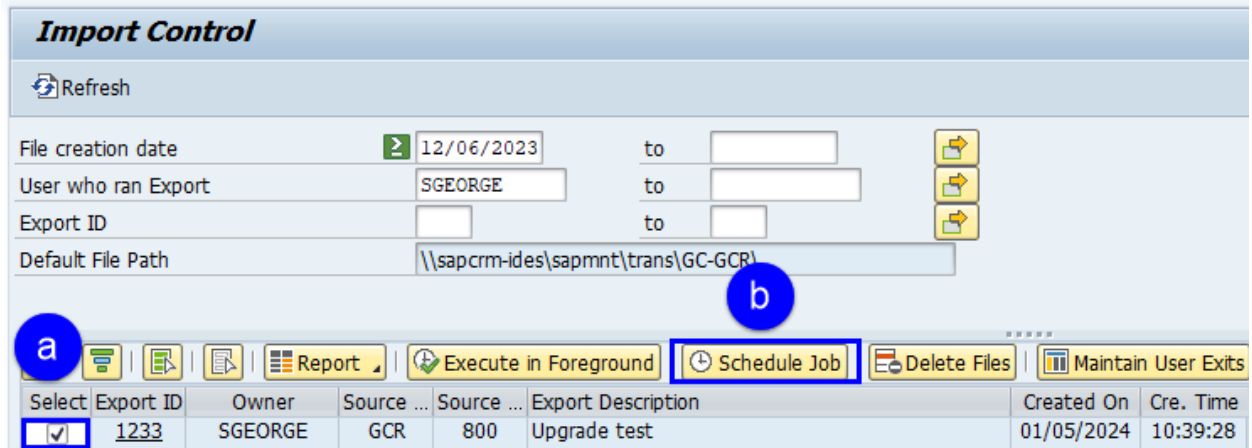 Import Control
Refresh
File creation date 12/06/2023 to
User who ran Export SGEORGE to
Export ID to
Default File Path \\sapcrm-ides\sapmnt\trans\GC-GCR\
b
a Report Execute in Foreground Schedule Job Delete Files Maintain User Exits
Select Export ID Owner Source ... Source ... Export Description Created On Cre. Time
1233 SGEORGE GCR 800 Upgrade test 01/05/2024 10:39:28